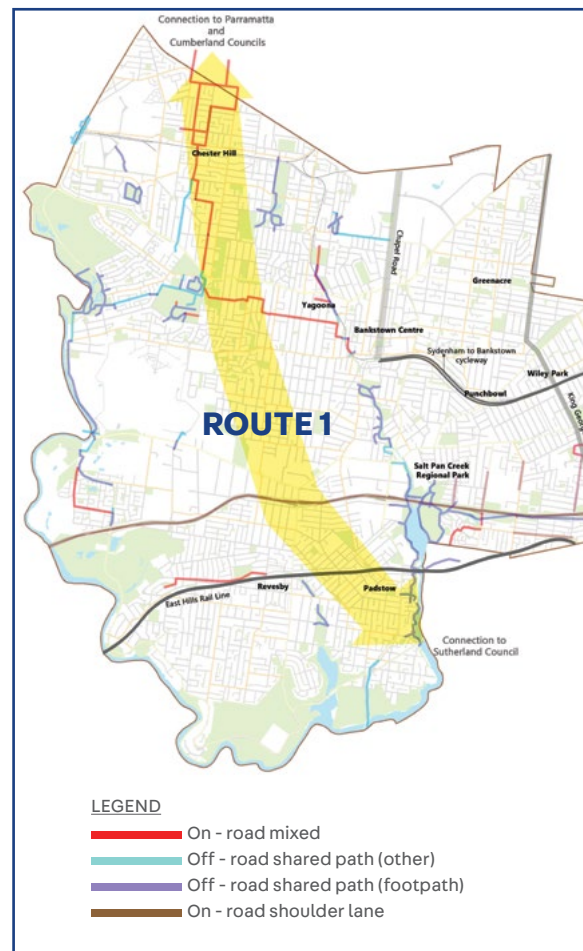 Connection to Parramatta
and
Cumberland Councils
Chester Hill
Chapel Road
Greenacre
Yagoona
Bankstown Centre
Sydenham to Bankstown
cycleway
Wiley Park
Punchbowl
King George
ROUTE 1
Salt Pan Creek
Regional Park
Revesby
Padstow
East Hills Rail Line
Connection to
Sutherland Council
LEGEND
On - road mixed
Off - road shared path (other)
Off - road shared path (footpath)
On - road shoulder lane